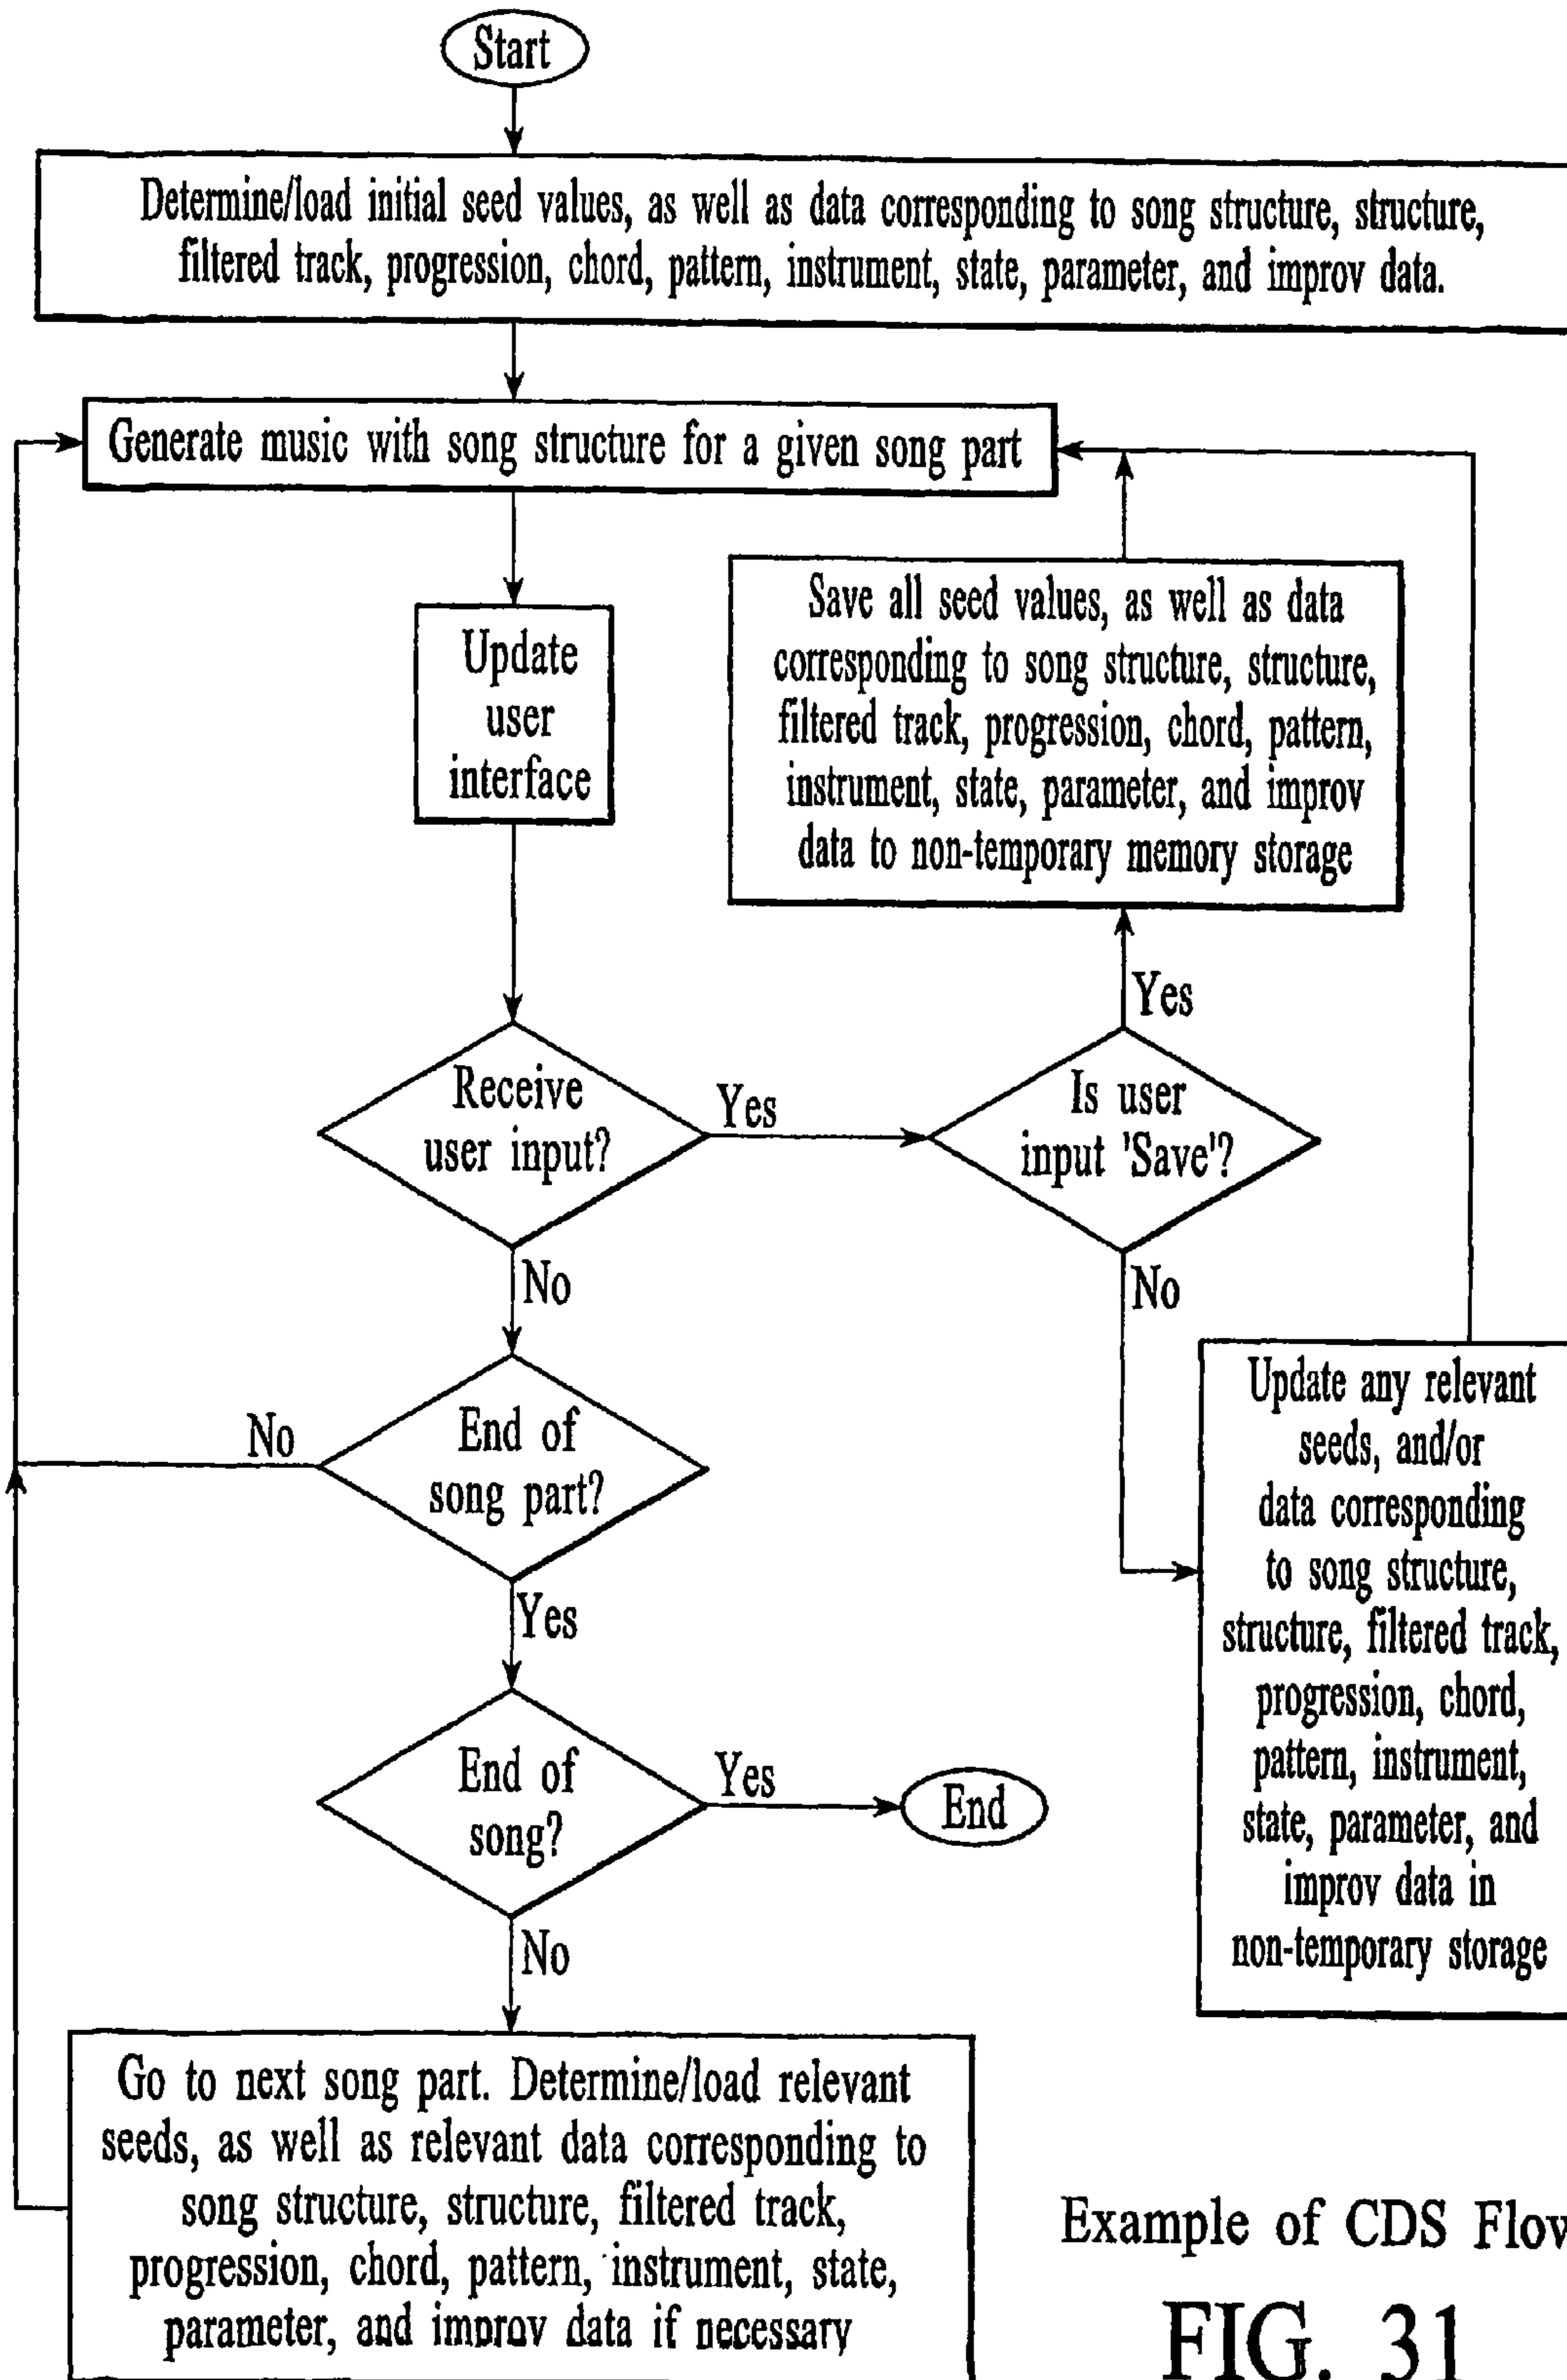 Start
Determine/load initial seed values, as well as data corresponding to song structure, structure,
filtered track, progression, chord, pattern, instrument, state, parameter, and improv data.
Generate music with song structure for a given song part
Update
user
interface
Save all seed values, as well as data
corresponding to song structure, structure,
filtered track, progression, chord, pattern,
instrument, state, parameter, and improv
data to non-temporary memory storage
Yes
Receive
user input?
Yes
Is user
input 'Save'?
No
No
Update any relevant
seeds, and/or
data corresponding
to song structure,
structure, filtered track,
progression, chord,
pattern, instrument,
state, parameter, and
improv data in
non-temporary storage
End of
song part?
No
Yes
End of
song?
Yes
End
No
Go to next song part. Determine/load relevant
seeds, as well as relevant data corresponding to
song structure, structure, filtered track,
progression, chord, pattern, instrument, state,
parameter, and improv data if necessary
Example of CDS Flow
FIG. 31